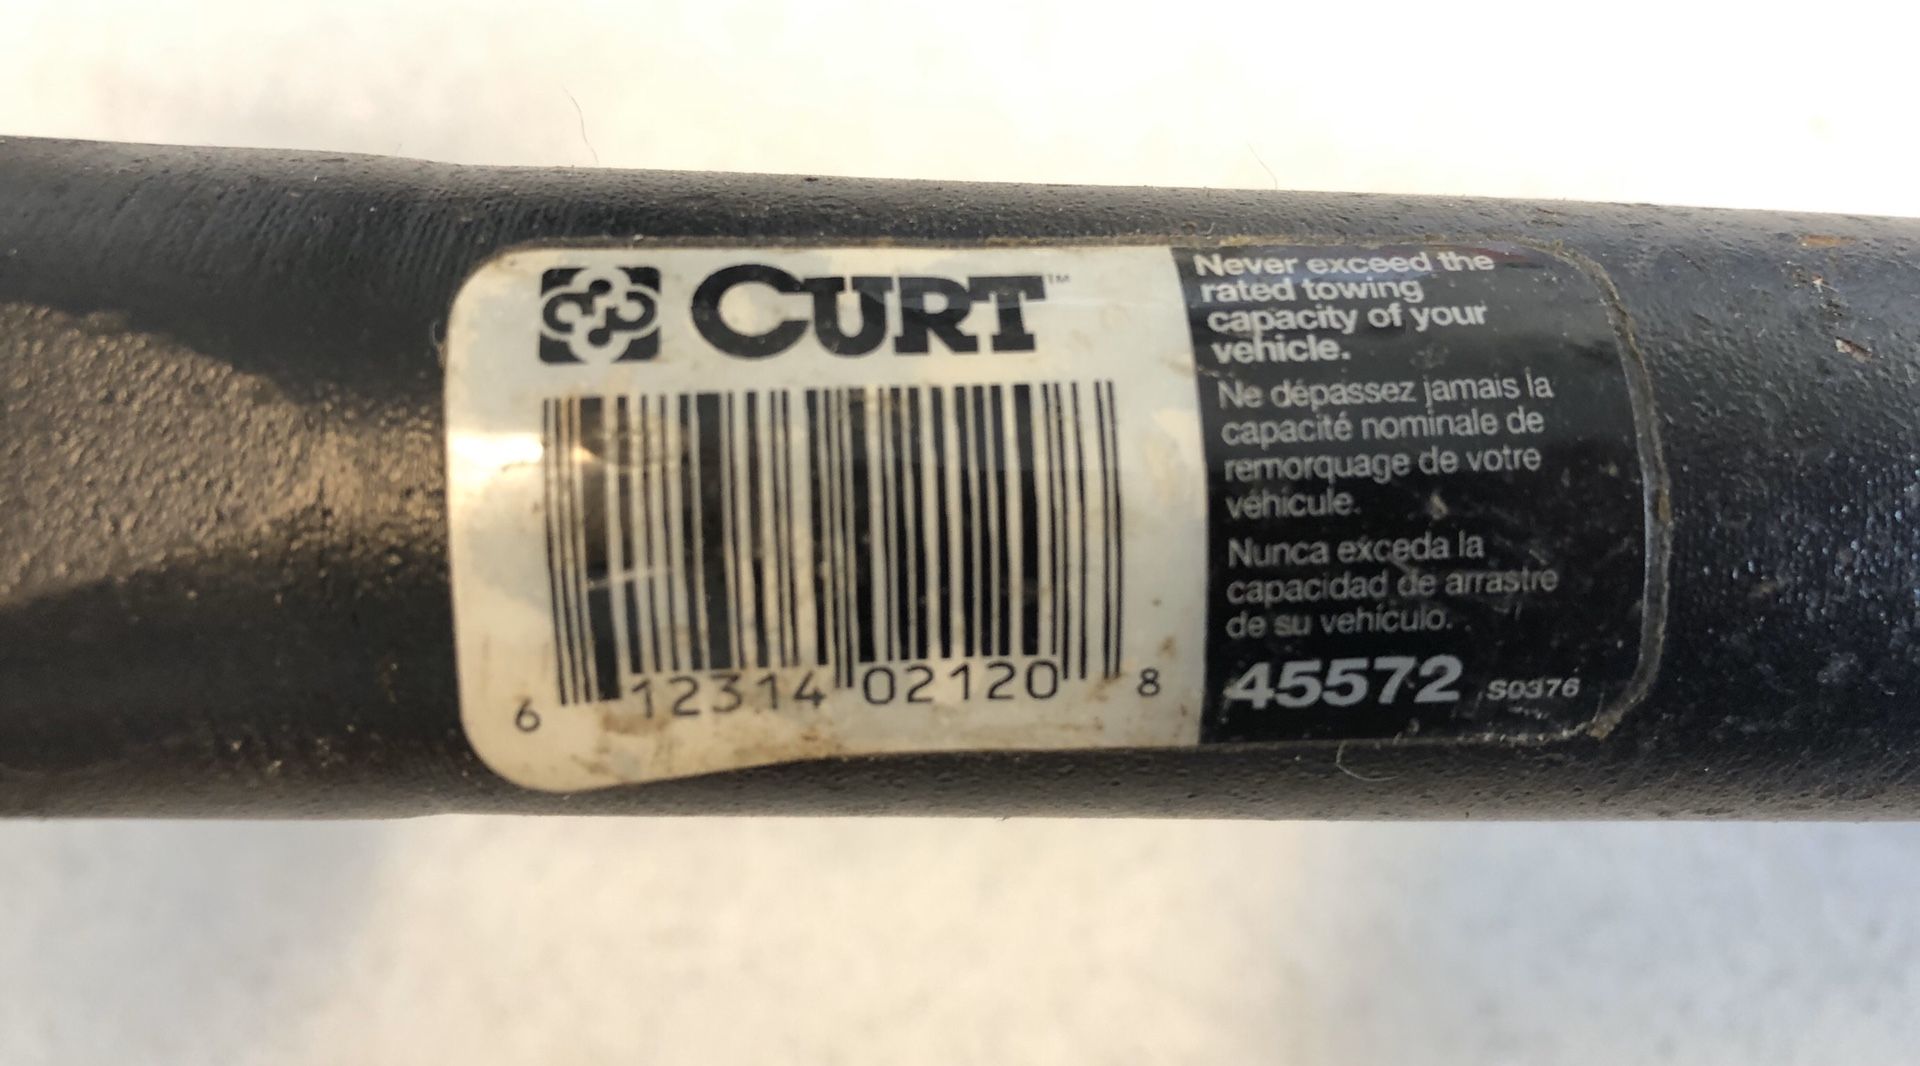 CURT™
6 12314 02120 8
Never exceed the
rated towing
capacity of your
vehicle.
Ne dépassez jamais la
capacité nominale de
remorquage de votre
véhicule.
Nunca exceda la
capacidad de arrastre
de su vehículo.
45572 S0376